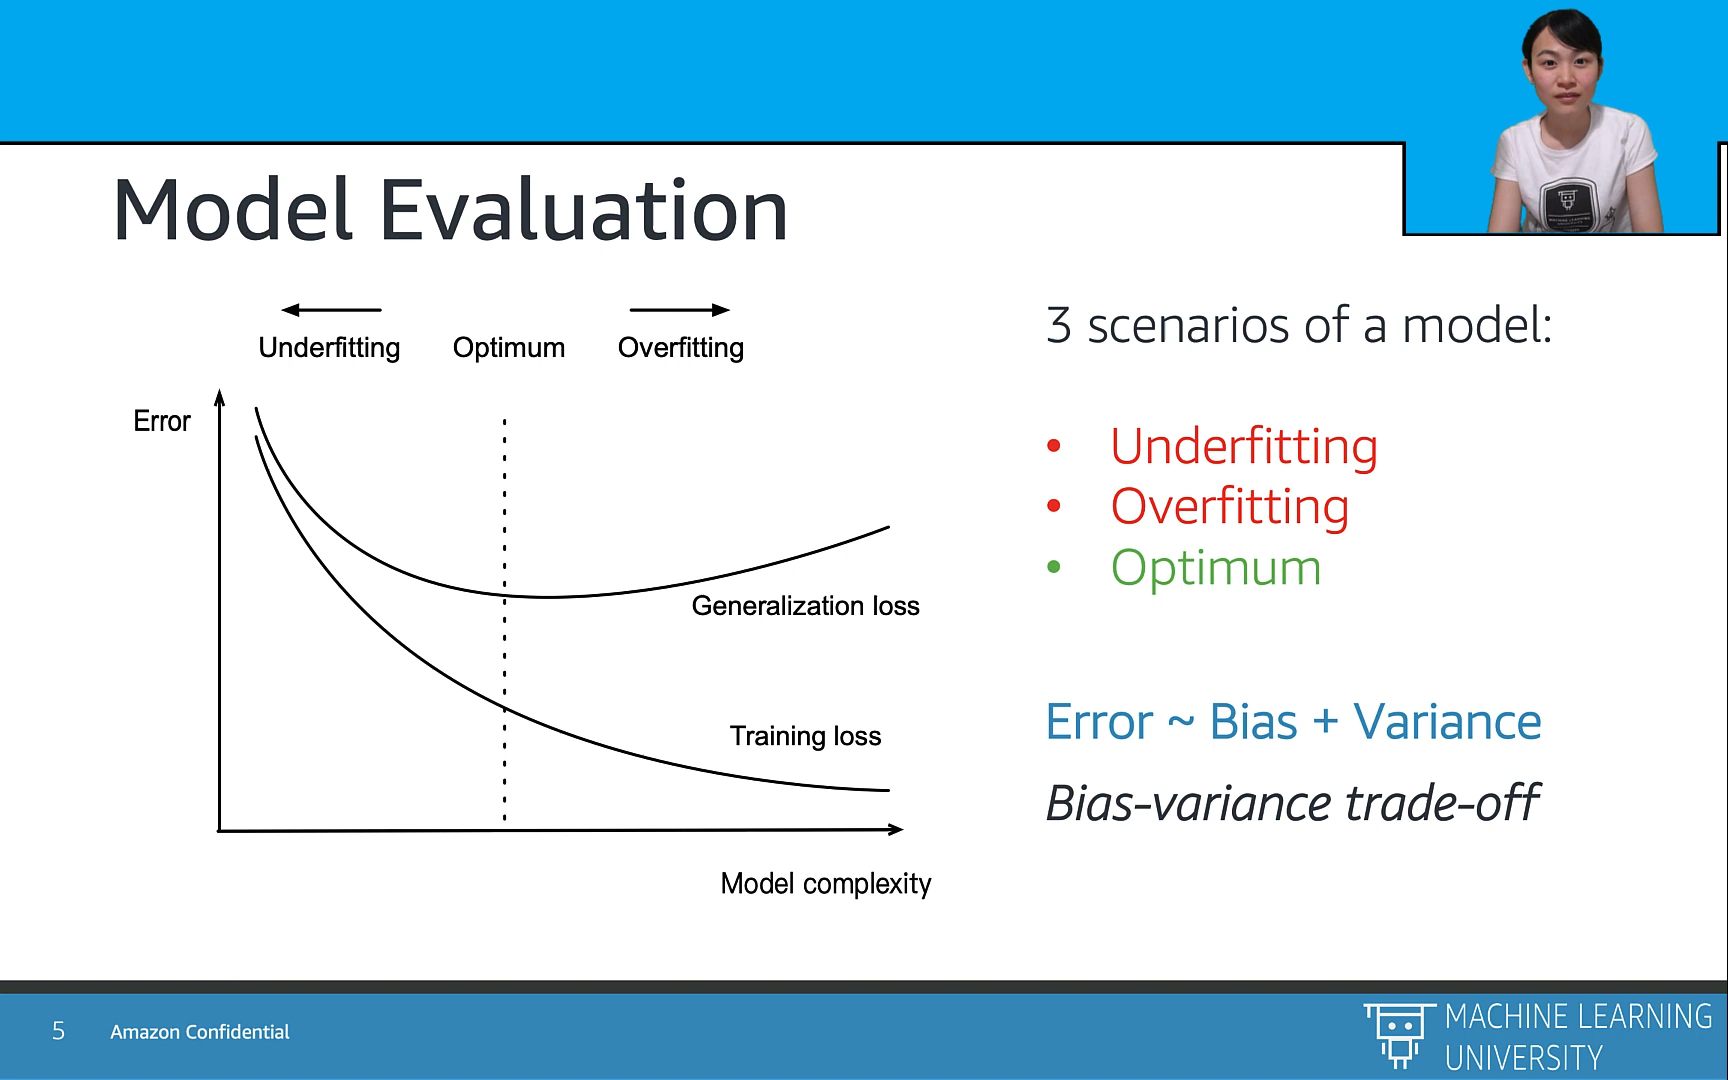 Model Evaluation
Underfitting
Optimum
Overfitting
Error
Generalization loss
Training loss
Model complexity
3 scenarios of a model:
• Underfitting
• Overfitting
• Optimum
Error ~ Bias + Variance
Bias-variance trade-off
5
Amazon Confidential
MACHINE LEARNING
UNIVERSITY